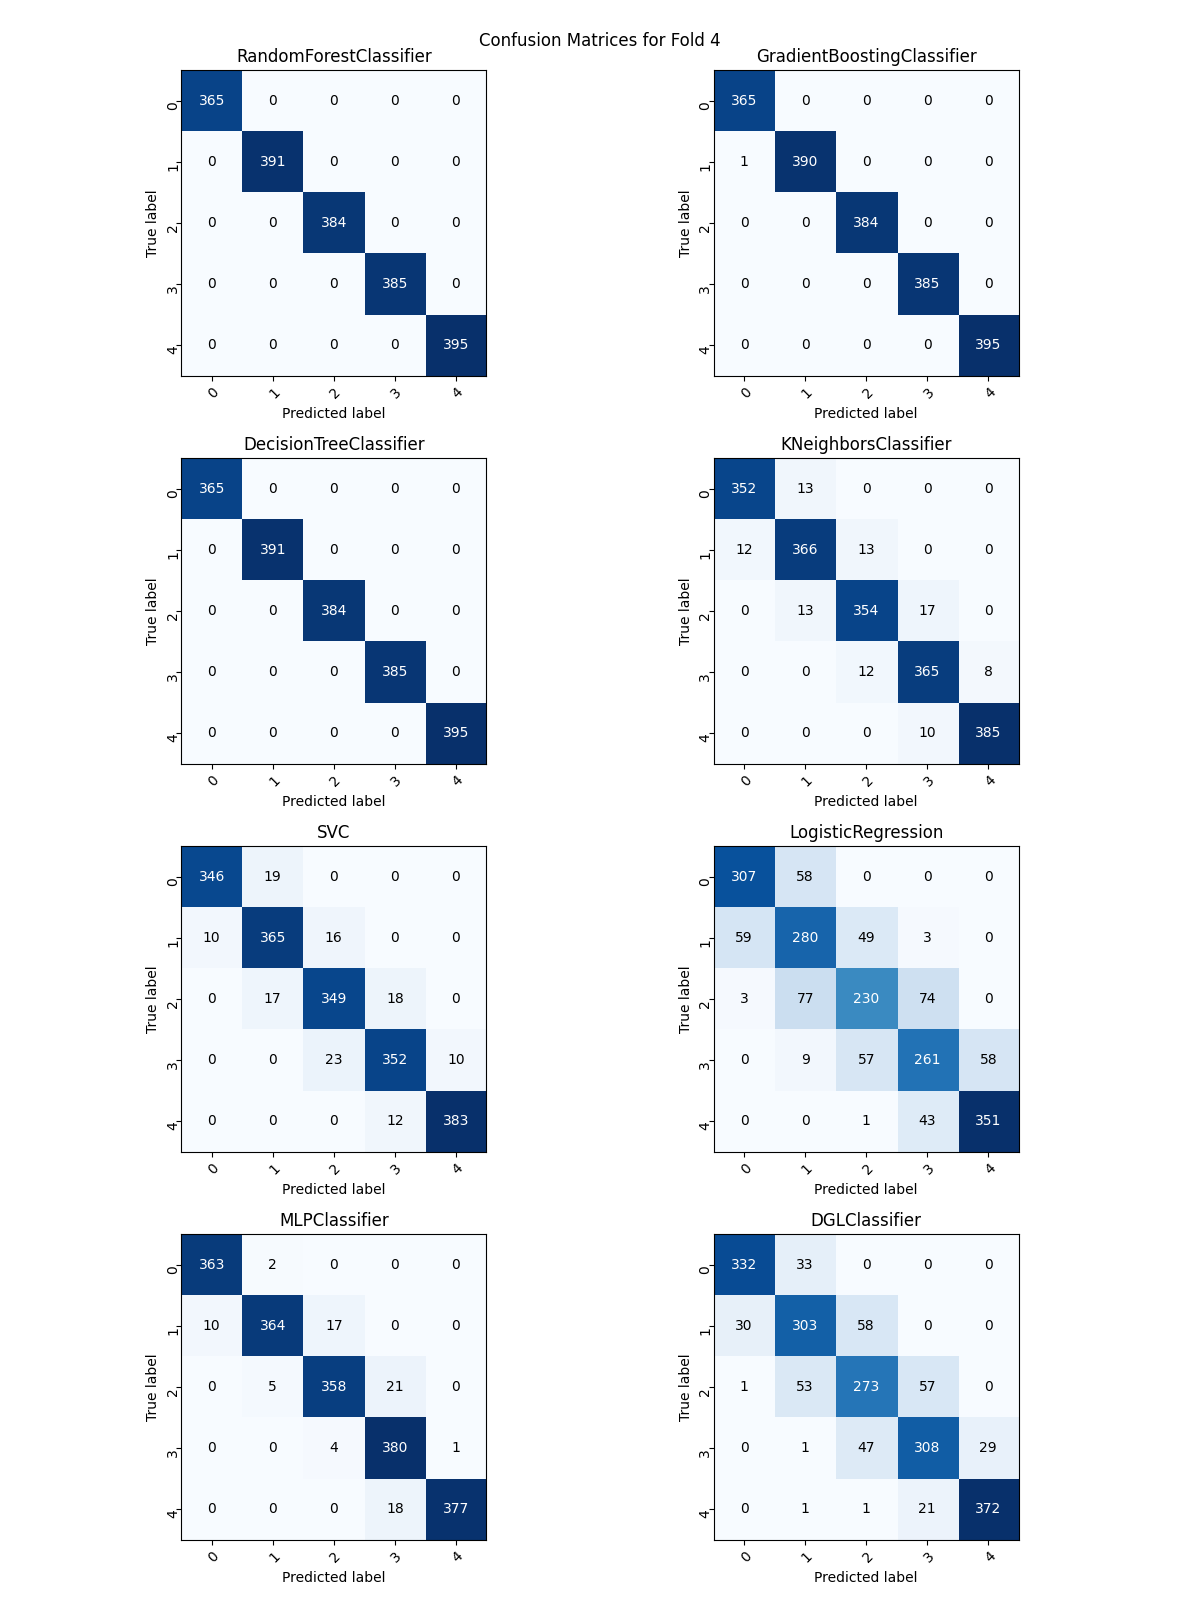 Confusion Matrices for Fold 4
RandomForestClassifier
0 365 0 0 0 0
1 0 391 0 0 0
2 0 0 384 0 0
3 0 0 0 385 0
4 0 0 0 0 395
True label
0 1 2 3 4
Predicted label
GradientBoostingClassifier
0 365 0 0 0 0
1 1 390 0 0 0
2 0 0 384 0 0
3 0 0 0 385 0
4 0 0 0 0 395
True label
0 1 2 3 4
Predicted label
DecisionTreeClassifier
0 365 0 0 0 0
1 0 391 0 0 0
2 0 0 384 0 0
3 0 0 0 385 0
4 0 0 0 0 395
True label
0 1 2 3 4
Predicted label
KNeighborsClassifier
0 352 13 0 0 0
1 12 366 13 0 0
2 0 13 354 17 0
3 0 0 12 365 8
4 0 0 0 10 385
True label
0 1 2 3 4
Predicted label
SVC
0 346 19 0 0 0
1 10 365 16 0 0
2 0 17 349 18 0
3 0 0 23 352 10
4 0 0 0 12 383
True label
0 1 2 3 4
Predicted label
LogisticRegression
0 307 58 0 0 0
1 59 280 49 3 0
2 3 77 230 74 0
3 0 9 57 261 58
4 0 0 1 43 351
True label
0 1 2 3 4
Predicted label
MLPClassifier
0 363 2 0 0 0
1 10 364 17 0 0
2 0 5 358 21 0
3 0 0 4 380 1
4 0 0 0 18 377
True label
0 1 2 3 4
Predicted label
DGLClassifier
0 332 33 0 0 0
1 30 303 58 0 0
2 1 53 273 57 0
3 0 1 47 308 29
4 0 1 1 21 372
True label
0 1 2 3 4
Predicted label